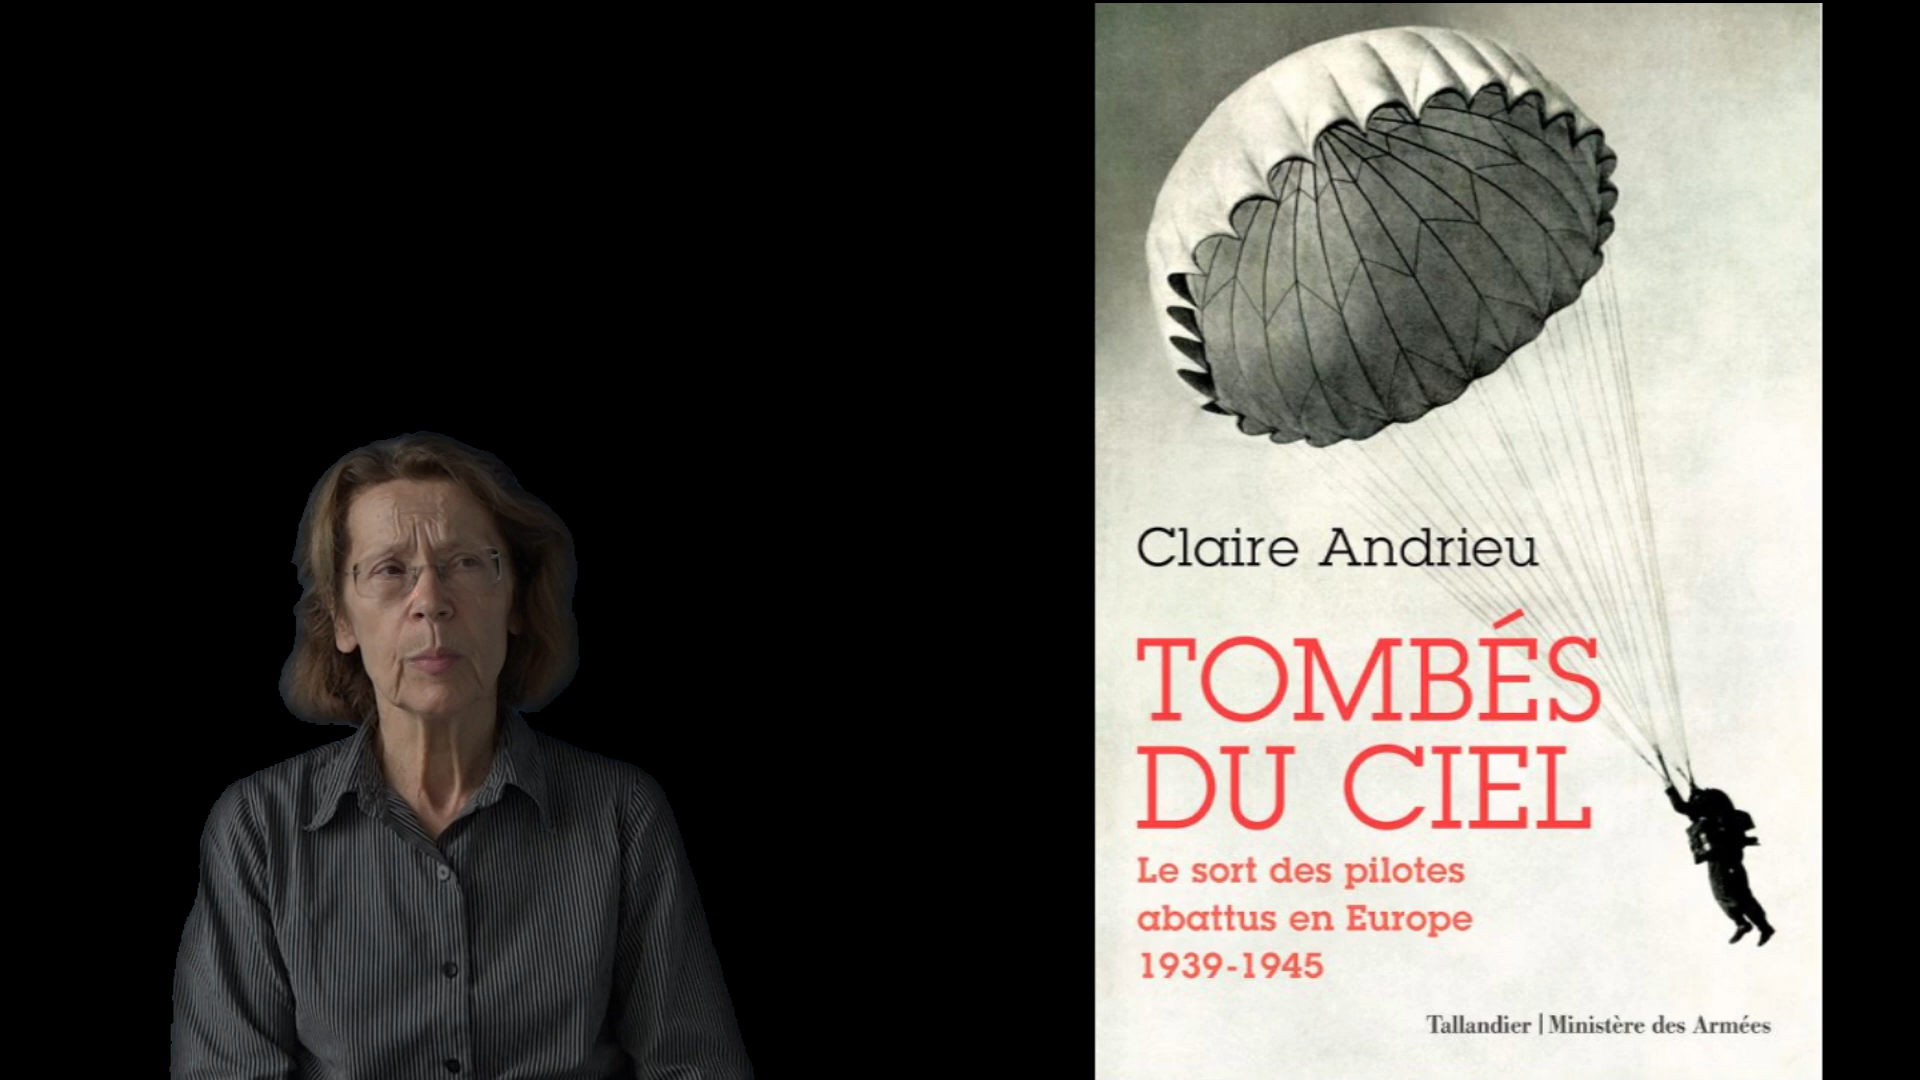 Claire Andrieu
TOMBÉS
DU CIEL
Le sort des pilotes
abattus en Europe
1939-1945
Tallandier | Ministère des Armées